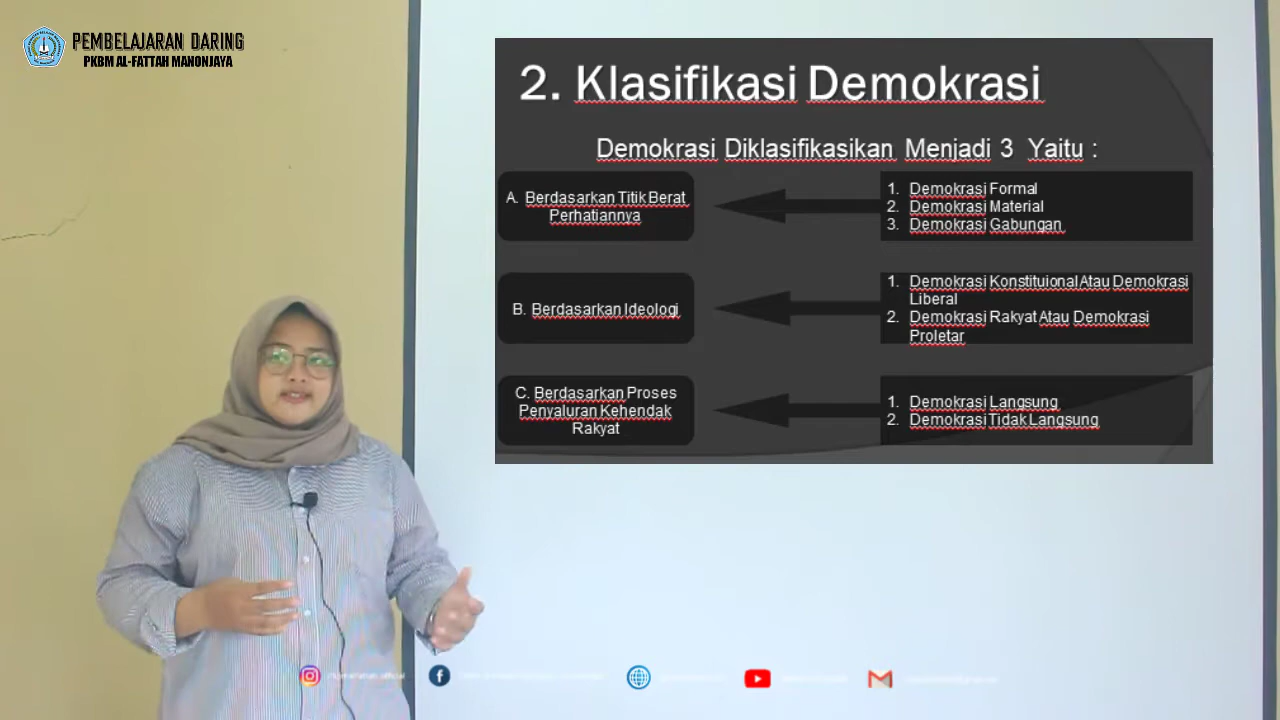 PEMBELAJARAN DARING
PKBM AL-FATTAH MANONJAYA
2. Klasifikasi Demokrasi
Demokrasi Diklasifikasikan Menjadi 3 Yaitu :
A. Berdasarkan Titik Berat
Perhatiannya
1. Demokrasi Formal
2. Demokrasi Material
3. Demokrasi Gabungan
B. Berdasarkan Ideologi
1. Demokrasi Konstituional Atau Demokrasi
Liberal
2. Demokrasi Rakyat Atau Demokrasi
Proletar
C. Berdasarkan Proses
Penyaluran Kehendak
Rakyat
1. Demokrasi Langsung
2. Demokrasi Tidak Langsung